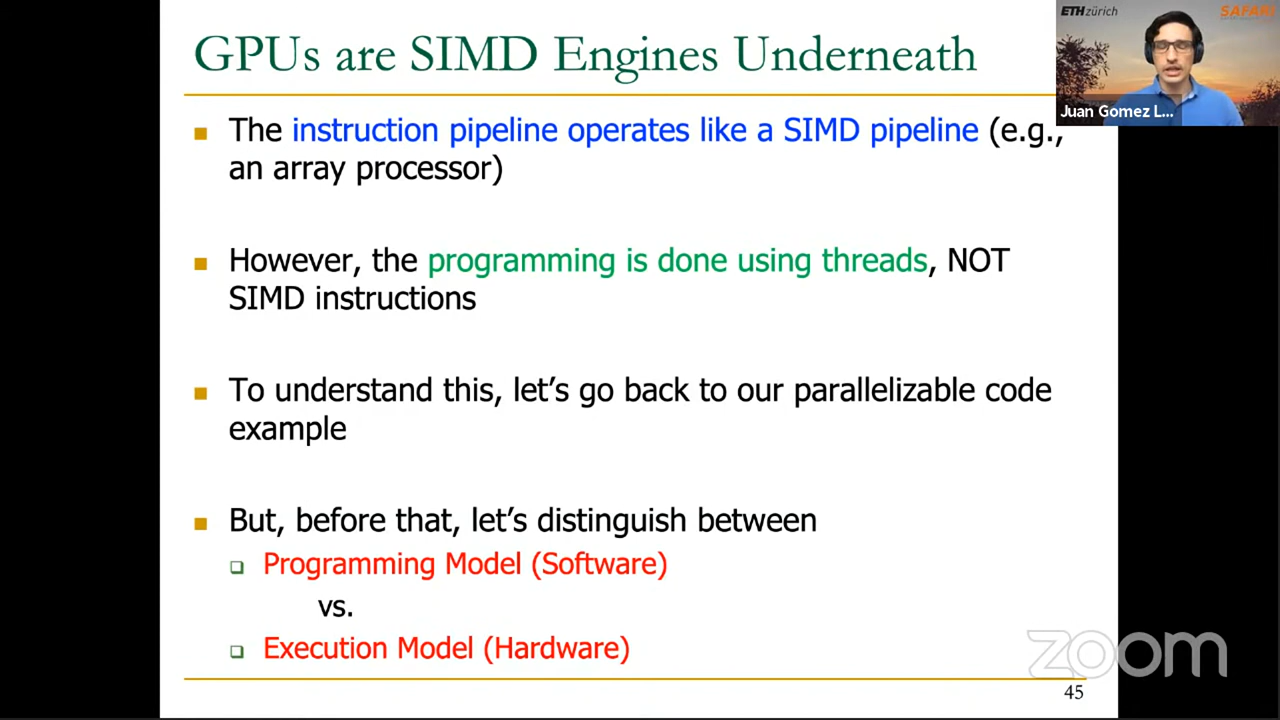 GPUs are SIMD Engines Underneath
ETHzürich
SAFARI
Juan Gomez L...
The instruction pipeline operates like a SIMD pipeline (e.g.,
an array processor)
However, the programming is done using threads, NOT
SIMD instructions
To understand this, let's go back to our parallelizable code
example
But, before that, let's distinguish between
Programming Model (Software)
vs.
Execution Model (Hardware)
zoom
45